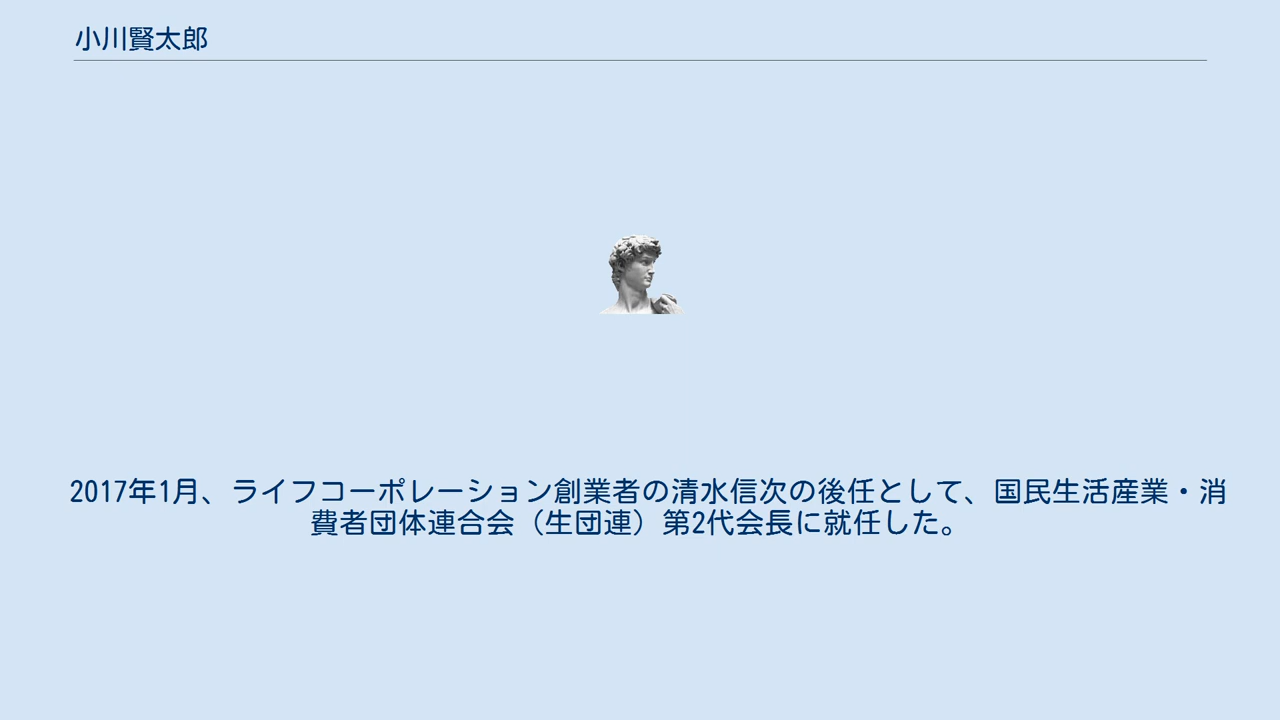 小川賢太郎
2017年1月、ライフコーポレーション創業者の清水信次の後任として、国民生活産業・消
費者団体連合会（生団連）第2代会長に就任した。